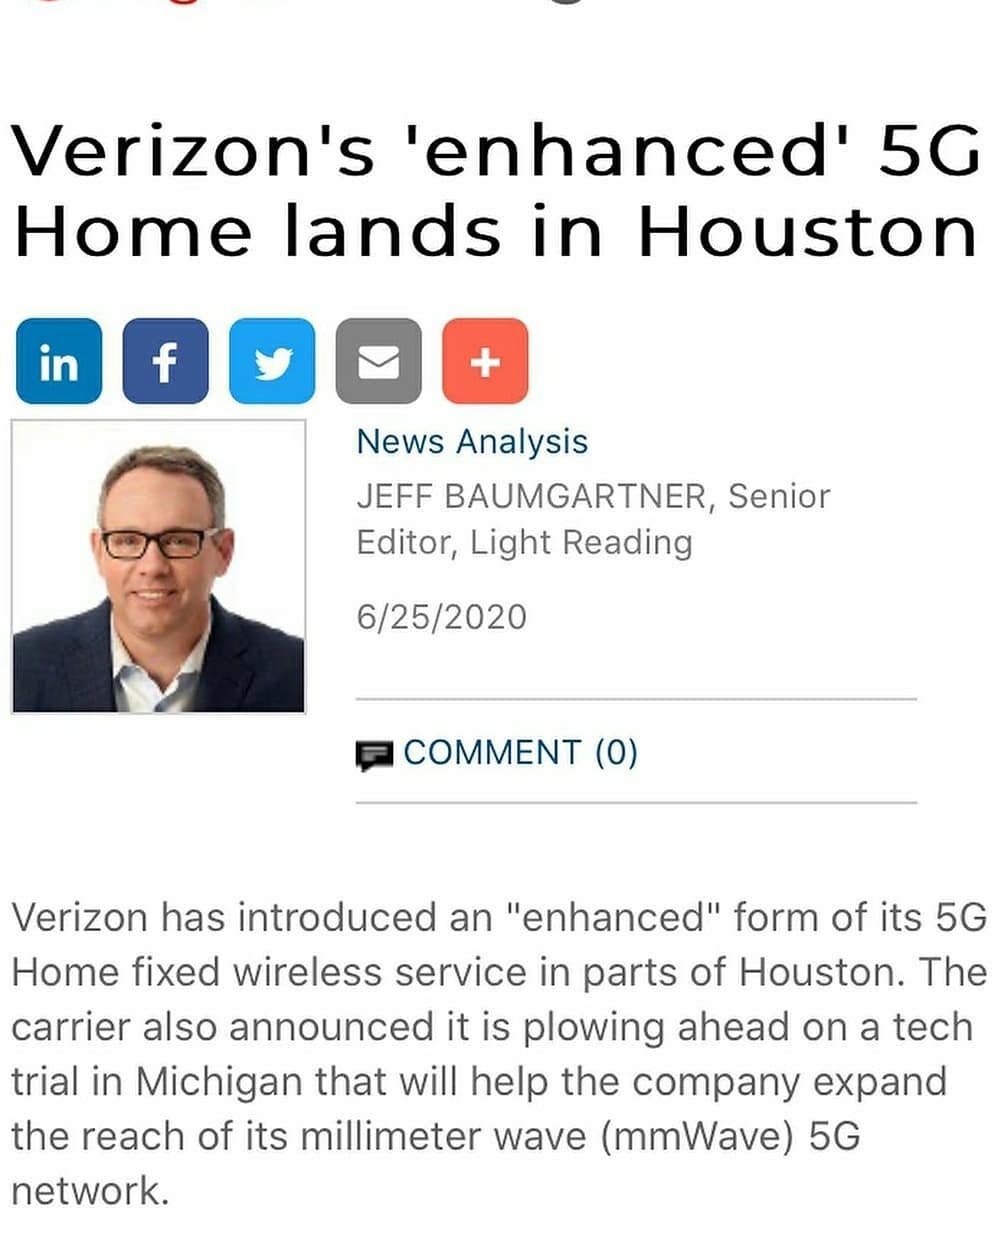 Verizon's 'enhanced' 5G
Home lands in Houston
in
f
News Analysis
JEFF BAUMGARTNER, Senior
Editor, Light Reading
6/25/2020
COMMENT (0)
Verizon has introduced an "enhanced" form of its 5G
Home fixed wireless service in parts of Houston. The
carrier also announced it is plowing ahead on a tech
trial in Michigan that will help the company expand
the reach of its millimeter wave (mmWave) 5G
network.